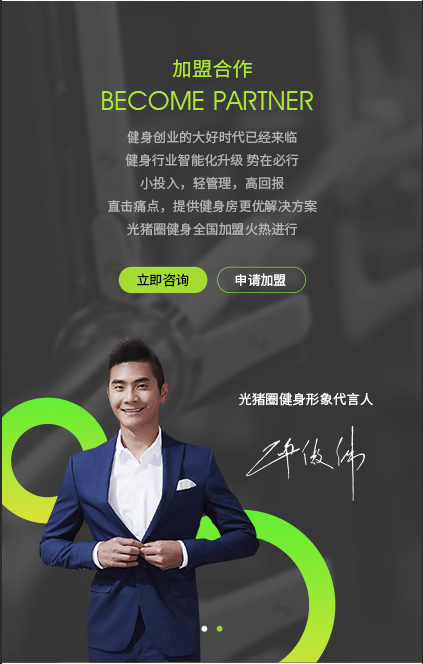 加盟合作
BECOME PARTNER
健身创业的大好时代已经来临
健身行业智能化升级 势在必行
小投入，轻管理，高回报
直击痛点，提供健身房更优解决方案
光猪圈健身全国加盟火热进行
立即咨询 申请加盟
光猪圈健身形象代言人